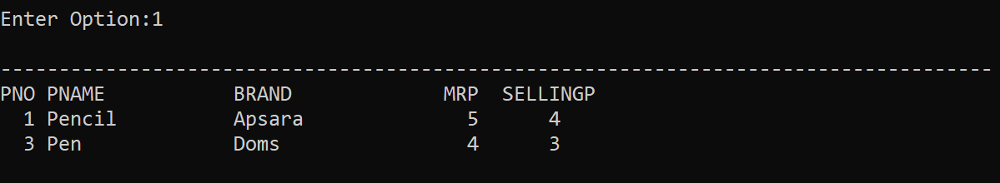 Enter Option:1
-------------------------------------------------------------------------------------
PNO PNAME           BRAND             MRP  SELLINGP
  1 Pencil          Apsara              5      4
  3 Pen             Doms                4      3